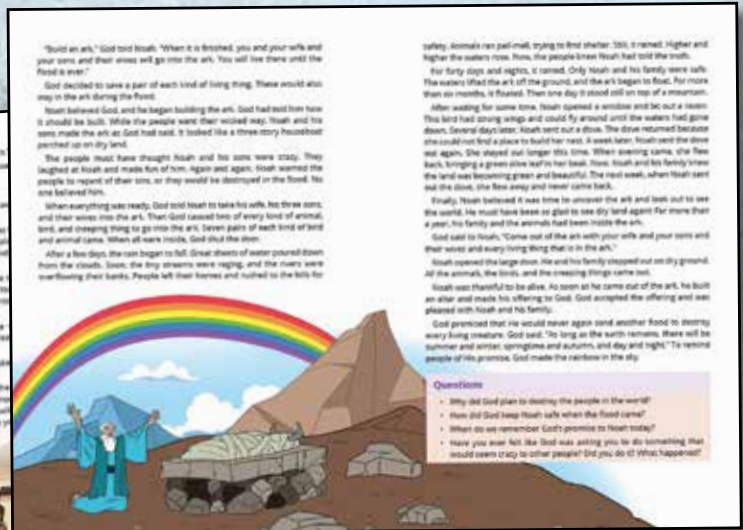 "Build an ark," God told Noah. "When it is finished, you and your wife and
your sons and their wives will go into the ark. You will live there until the
flood is over."
God decided to save a pair of each kind of living thing. These would also
stay in the ark during the flood.
Noah believed God, and he began building the ark. God had told him how
it should be built. While the people went their wicked way, Noah and his
sons made the ark as God had said. It looked like a three-story houseboat
perched up on dry land.
The people must have thought Noah and his sons were crazy. They
laughed at Noah and made fun of him. Again and again, Noah warned the
people to repent of their sins, or they would be destroyed in the flood. No
one believed him.
When everything was ready, God told Noah to take his wife, his three sons,
and their wives into the ark. Then God caused two of every kind of animal,
bird, and creeping thing to go into the ark. Seven pairs of each kind of bird
and animal came. When all were inside, God shut the door.
After a few days, the rain began to fall. Great sheets of water poured down
from the clouds. Soon, the tiny streams were raging, and the rivers were
overflowing their banks. People left their homes and rushed to the hills for
safety. Animals ran pell-mell, trying to find shelter. Still, it rained. Higher and
higher the waters rose. Now, the people knew Noah had told the truth.
For forty days and nights, it rained. Only Noah and his family were safe.
The waters lifted the ark off the ground, and the ark began to float. For more
than six months, it floated. Then one day it stood still on top of a mountain.
After waiting for some time, Noah opened a window and let out a raven.
This bird had strong wings and could fly around until the waters had gone
down. Several days later, Noah sent out a dove. The dove returned because
she could not find a place to build her nest. A week later, Noah sent the dove
out again. She stayed out longer this time. When evening came, she flew
back, bringing a green olive leaf in her beak. Now, Noah and his family knew
the land was becoming green and beautiful. The next week, when Noah sent
out the dove, she flew away and never came back.
Finally, Noah believed it was time to uncover the ark and look out to see
the world. He must have been so glad to see dry land again! For more than
a year, his family and the animals had been inside the ark.
God said to Noah, "Come out of the ark with your wife and your sons and
their wives and every living thing that is in the ark."
Noah opened the large door. He and his family stepped out on dry ground.
All the animals, the birds, and the creeping things came out.
Noah was thankful to be alive. As soon as he came out of the ark, he built
an altar and made his offering to God. God accepted the offering and was
pleased with Noah and his family.
God promised that He would never again send another flood to destroy
every living creature. God said, "As long as the earth remains, there will be
summer and winter, springtime and autumn, and day and night." To remind
people of His promise, God made the rainbow in the sky.
Questions
• Why did God plan to destroy the people in the world?
• How did God keep Noah safe when the flood came?
• When do we remember God's promise to Noah today?
• Have you ever felt like God was asking you to do something that
would seem crazy to other people? Did you do it? What happened?